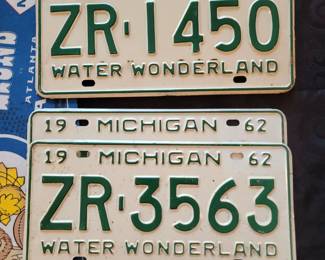 ZR·1450
WATER WONDERLAND
ATLANTA
19 MICHIGAN 62
19 MICHIGAN 62
ZR·3563
WATER WONDERLAND